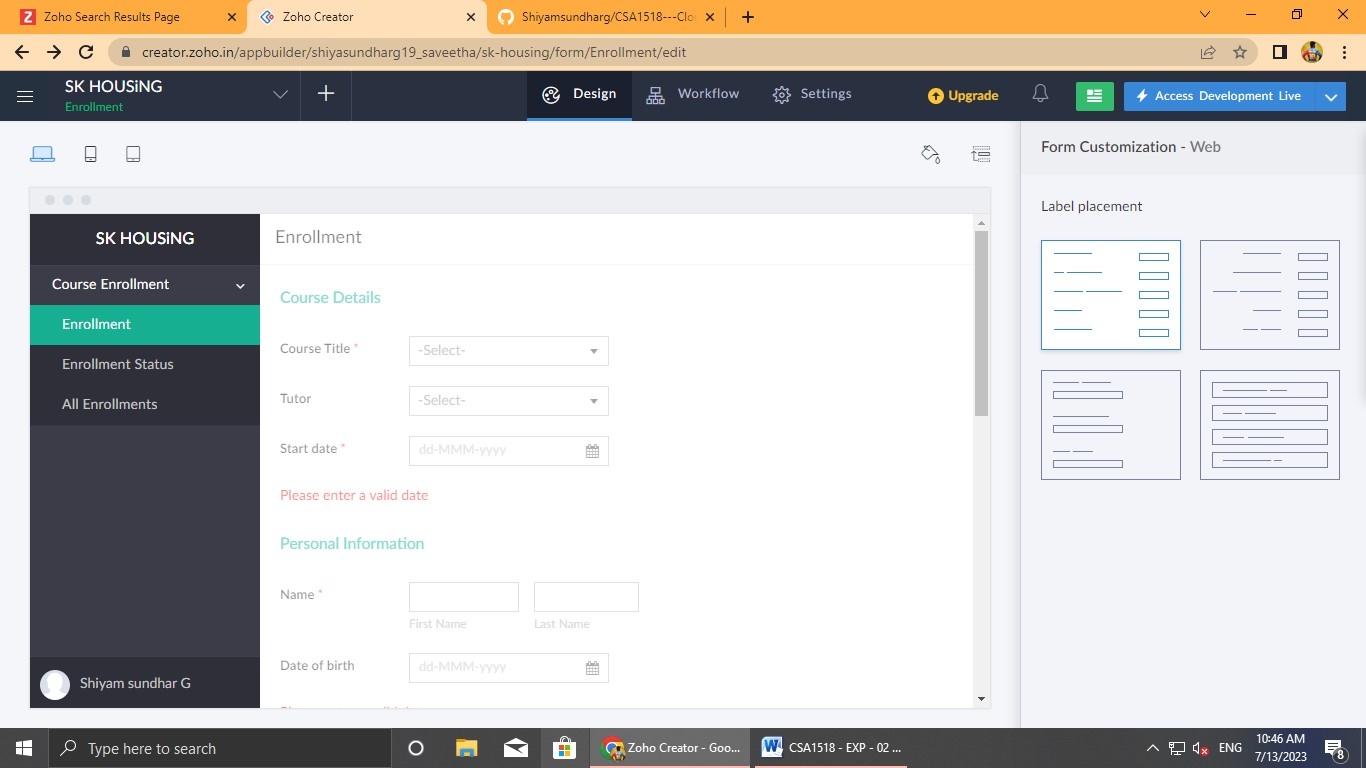 Zoho Search Results Page
Zoho Creator
Shiyamsundharg/CSA1518---Clo
creator.zoho.in/appbuilder/shiyasundharg19_saveetha/sk-housing/form/Enrollment/edit
SK HOUSiNG
Enrollment
Design
Workflow
Settings
Upgrade
Access Development Live
Form Customization - Web
Label placement
SK HOUSiNG
Course Enrollment
Enrollment
Enrollment Status
All Enrollments
Shiyam sundhar G
Enrollment
Course Details
Course Title *
-Select-
Tutor
-Select-
Start date *
dd-MMM-yyyy
Please enter a valid date
Personal Information
Name *
First Name
Last Name
Date of birth
dd-MMM-yyyy
Type here to search
Zoho Creator - Goo...
CSA1518 - EXP - 02 ...
ENG
10:46 AM
7/13/2023
8